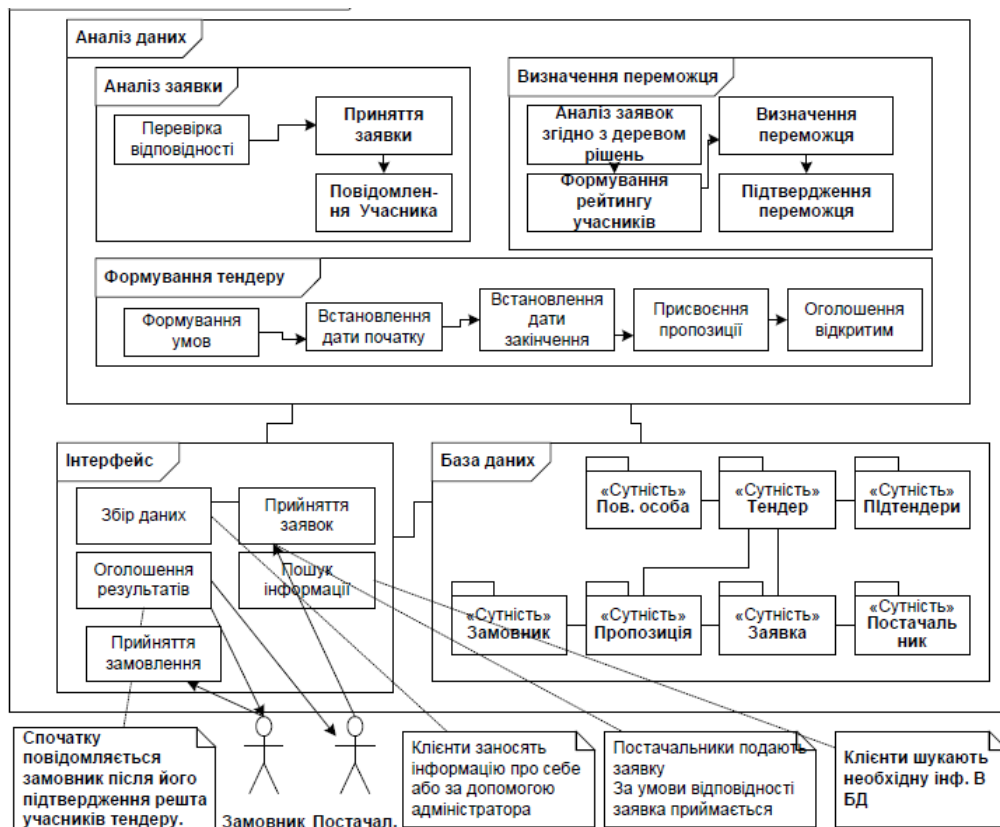 Аналіз даних
Аналіз заявки
Перевірка
відповідності
Приняття
заявки
Повідомлен-
ня Учасника
Визначення переможця
Аналіз заявок
згідно з деревом
рішень
Формування
рейтингу
учасників
Визначення
переможця
Підтвердження
переможця
Формування тендеру
Формування
умов
Встановлення
дати початку
Встановлення
дати
закінчення
Присвоєння
пропозиції
Оголошення
відкритим
Інтерфейс
Збір даних
Прийняття
заявок
Оголошення
результатів
Пошук
інформації
Прийняття
замовлення
База даних
«Сутність»
Пов. особа
«Сутність»
Тендер
«Сутність»
Підтендери
«Сутність»
Замовник
«Сутність»
Пропозиція
«Сутність»
Заявка
«Сутність»
Постачаль
ник
Спочатку
повідомляється
замовник після його
підтвердження решта
учасників тендеру.
Замовник
Постачал.
Клієнти заносять
інформацію про себе
або за допомогою
адміністратора
Постачальники подають
заявку
За умови відповідності
заявка приймається
Клієнти шукають
необхідну інф. В
БД